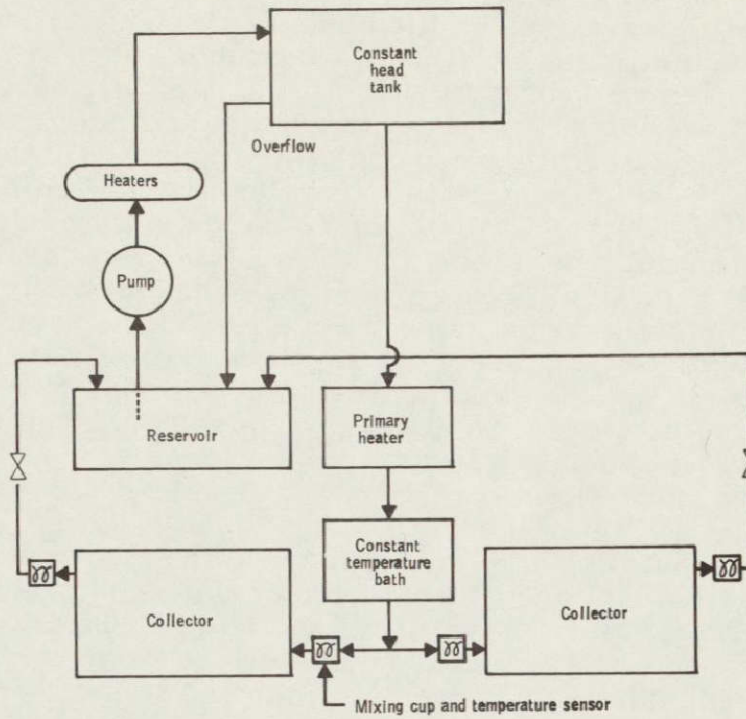 Constant
head
tank
Overflow
Heaters
Pump
Reservoir
Primary
heater
Constant
temperature
bath
Collector
Collector
Mixing cup and temperature sensor